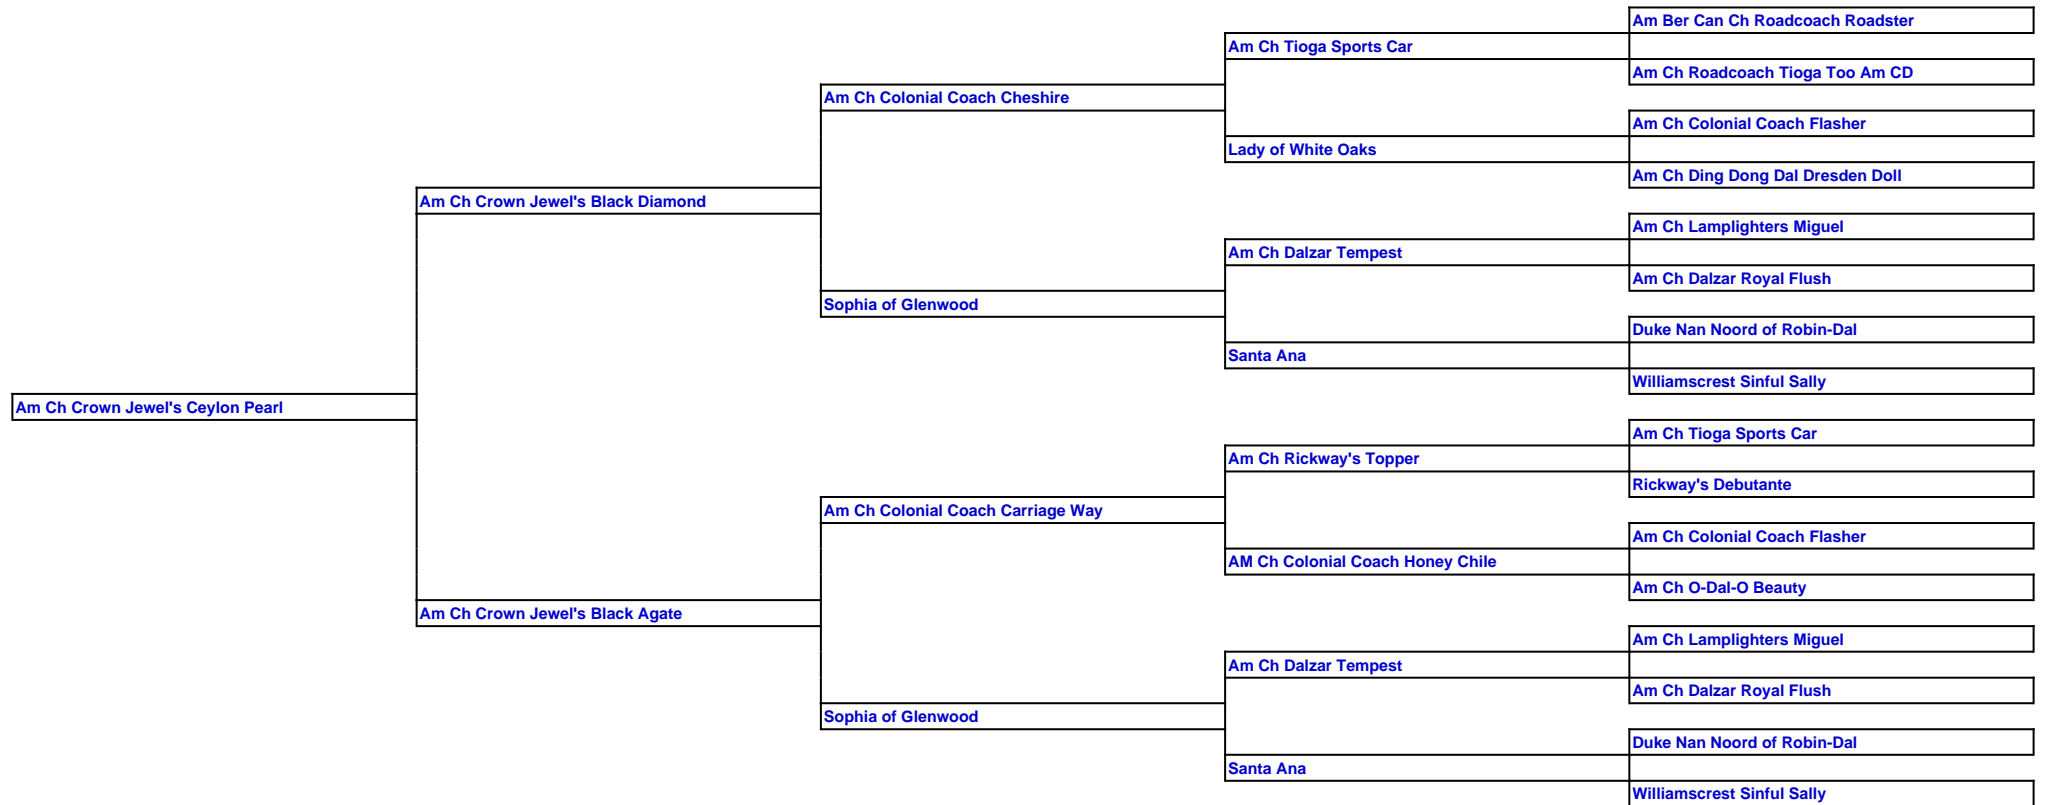 Am Ber Can Ch Roadcoach Roadster
Am Ch Tioga Sports Car
Am Ch Roadcoach Tioga Too Am CD
Am Ch Colonial Coach Cheshire
Am Ch Colonial Coach Flasher
Lady of White Oaks
Am Ch Ding Dong Dal Dresden Doll
Am Ch Crown Jewel's Black Diamond
Am Ch Lamplighters Miguel
Am Ch Dalzar Tempest
Am Ch Dalzar Royal Flush
Sophia of Glenwood
Duke Nan Noord of Robin-Dal
Santa Ana
Williamscrest Sinful Sally
Am Ch Crown Jewel's Ceylon Pearl
Am Ch Tioga Sports Car
Am Ch Rickway's Topper
Rickway's Debutante
Am Ch Colonial Coach Carriage Way
Am Ch Colonial Coach Flasher
AM Ch Colonial Coach Honey Chile
Am Ch O-Dal-O Beauty
Am Ch Crown Jewel's Black Agate
Am Ch Lamplighters Miguel
Am Ch Dalzar Tempest
Am Ch Dalzar Royal Flush
Sophia of Glenwood
Duke Nan Noord of Robin-Dal
Santa Ana
Williamscrest Sinful Sally